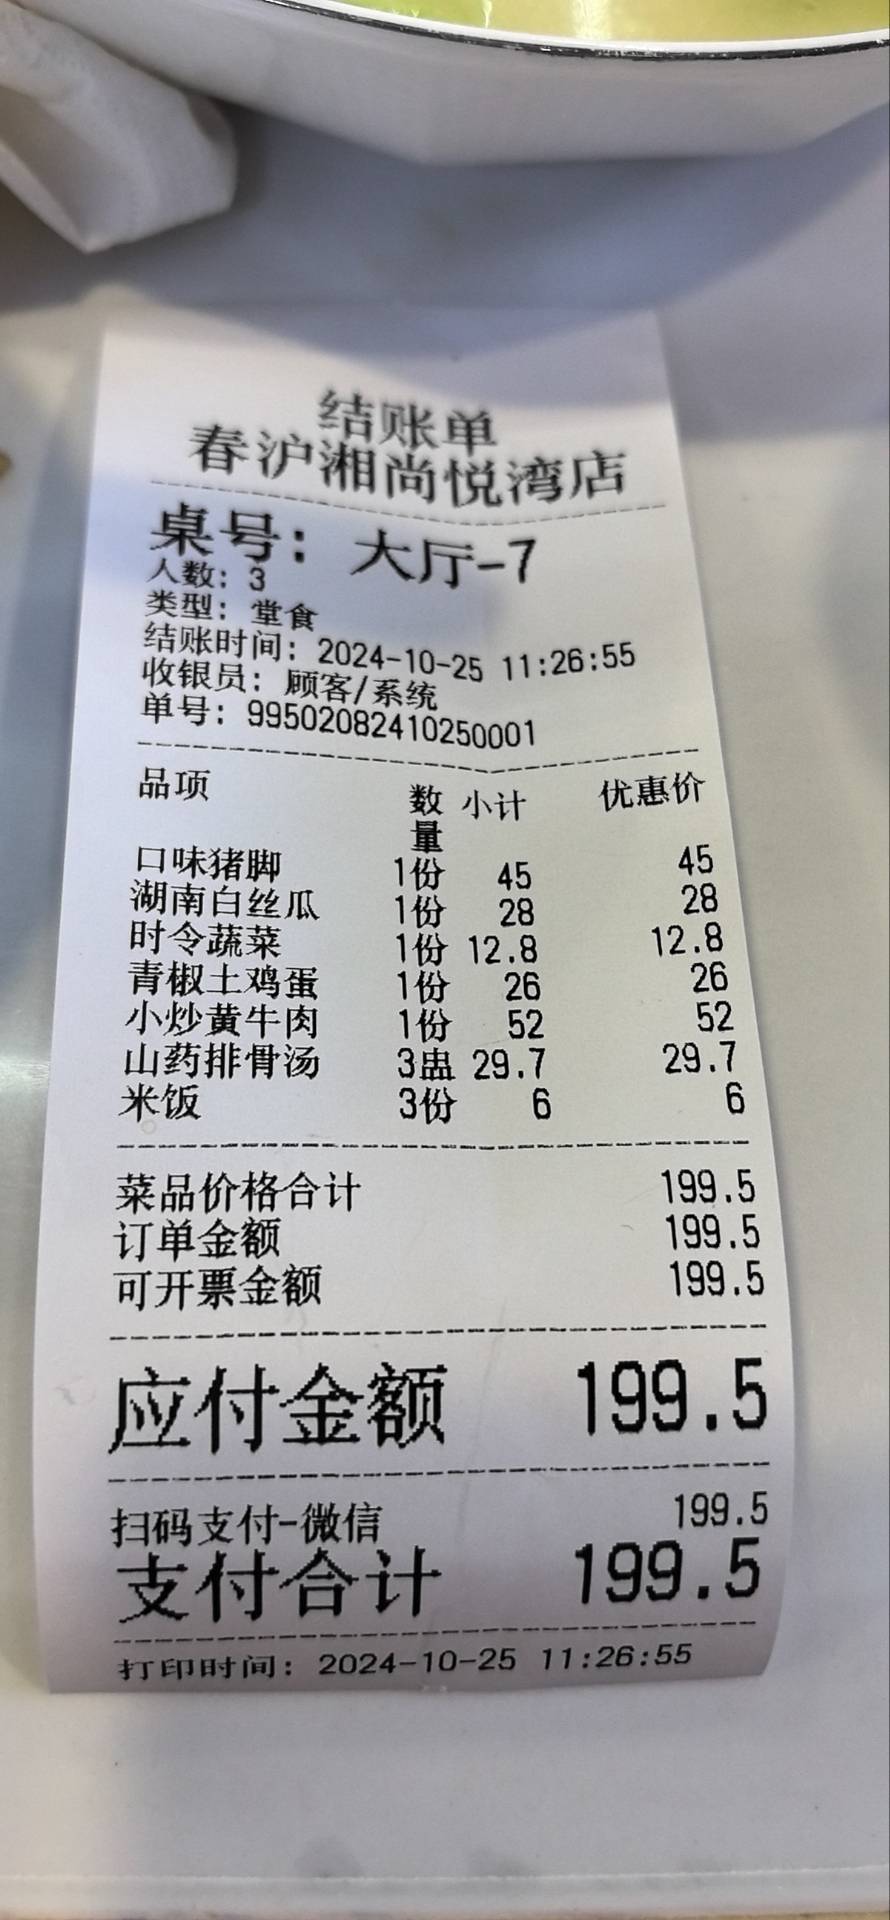 结账单
春沪湘尚悦湾店
桌号: 大厅-7
人数: 3
类型: 堂食
结账时间: 2024-10-25 11:26:55
收银员: 顾客/系统
单号: 99502082410250001
品项 数量 小计 优惠价
口味猪脚 1份 45 45
湖南白丝瓜 1份 28 28
时令蔬菜 1份 12.8 12.8
青椒土鸡蛋 1份 26 26
小炒黄牛肉 1份 52 52
山药排骨汤 3盅 29.7 29.7
米饭 3份 6 6
菜品价格合计 199.5
订单金额 199.5
可开票金额 199.5
应付金额 199.5
扫码支付-微信 199.5
支付合计 199.5
打印时间: 2024-10-25 11:26:55